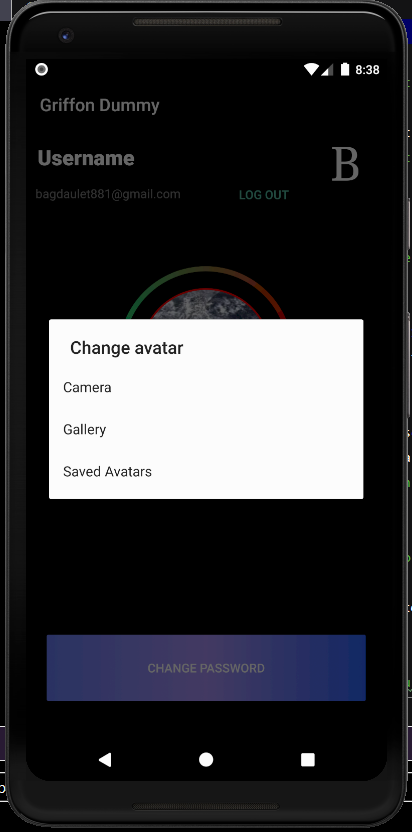 8:38
Griffon Dummy
Username
B
bagdaulet881@gmail.com
LOG OUT
Change avatar
Camera
Gallery
Saved Avatars
CHANGE PASSWORD